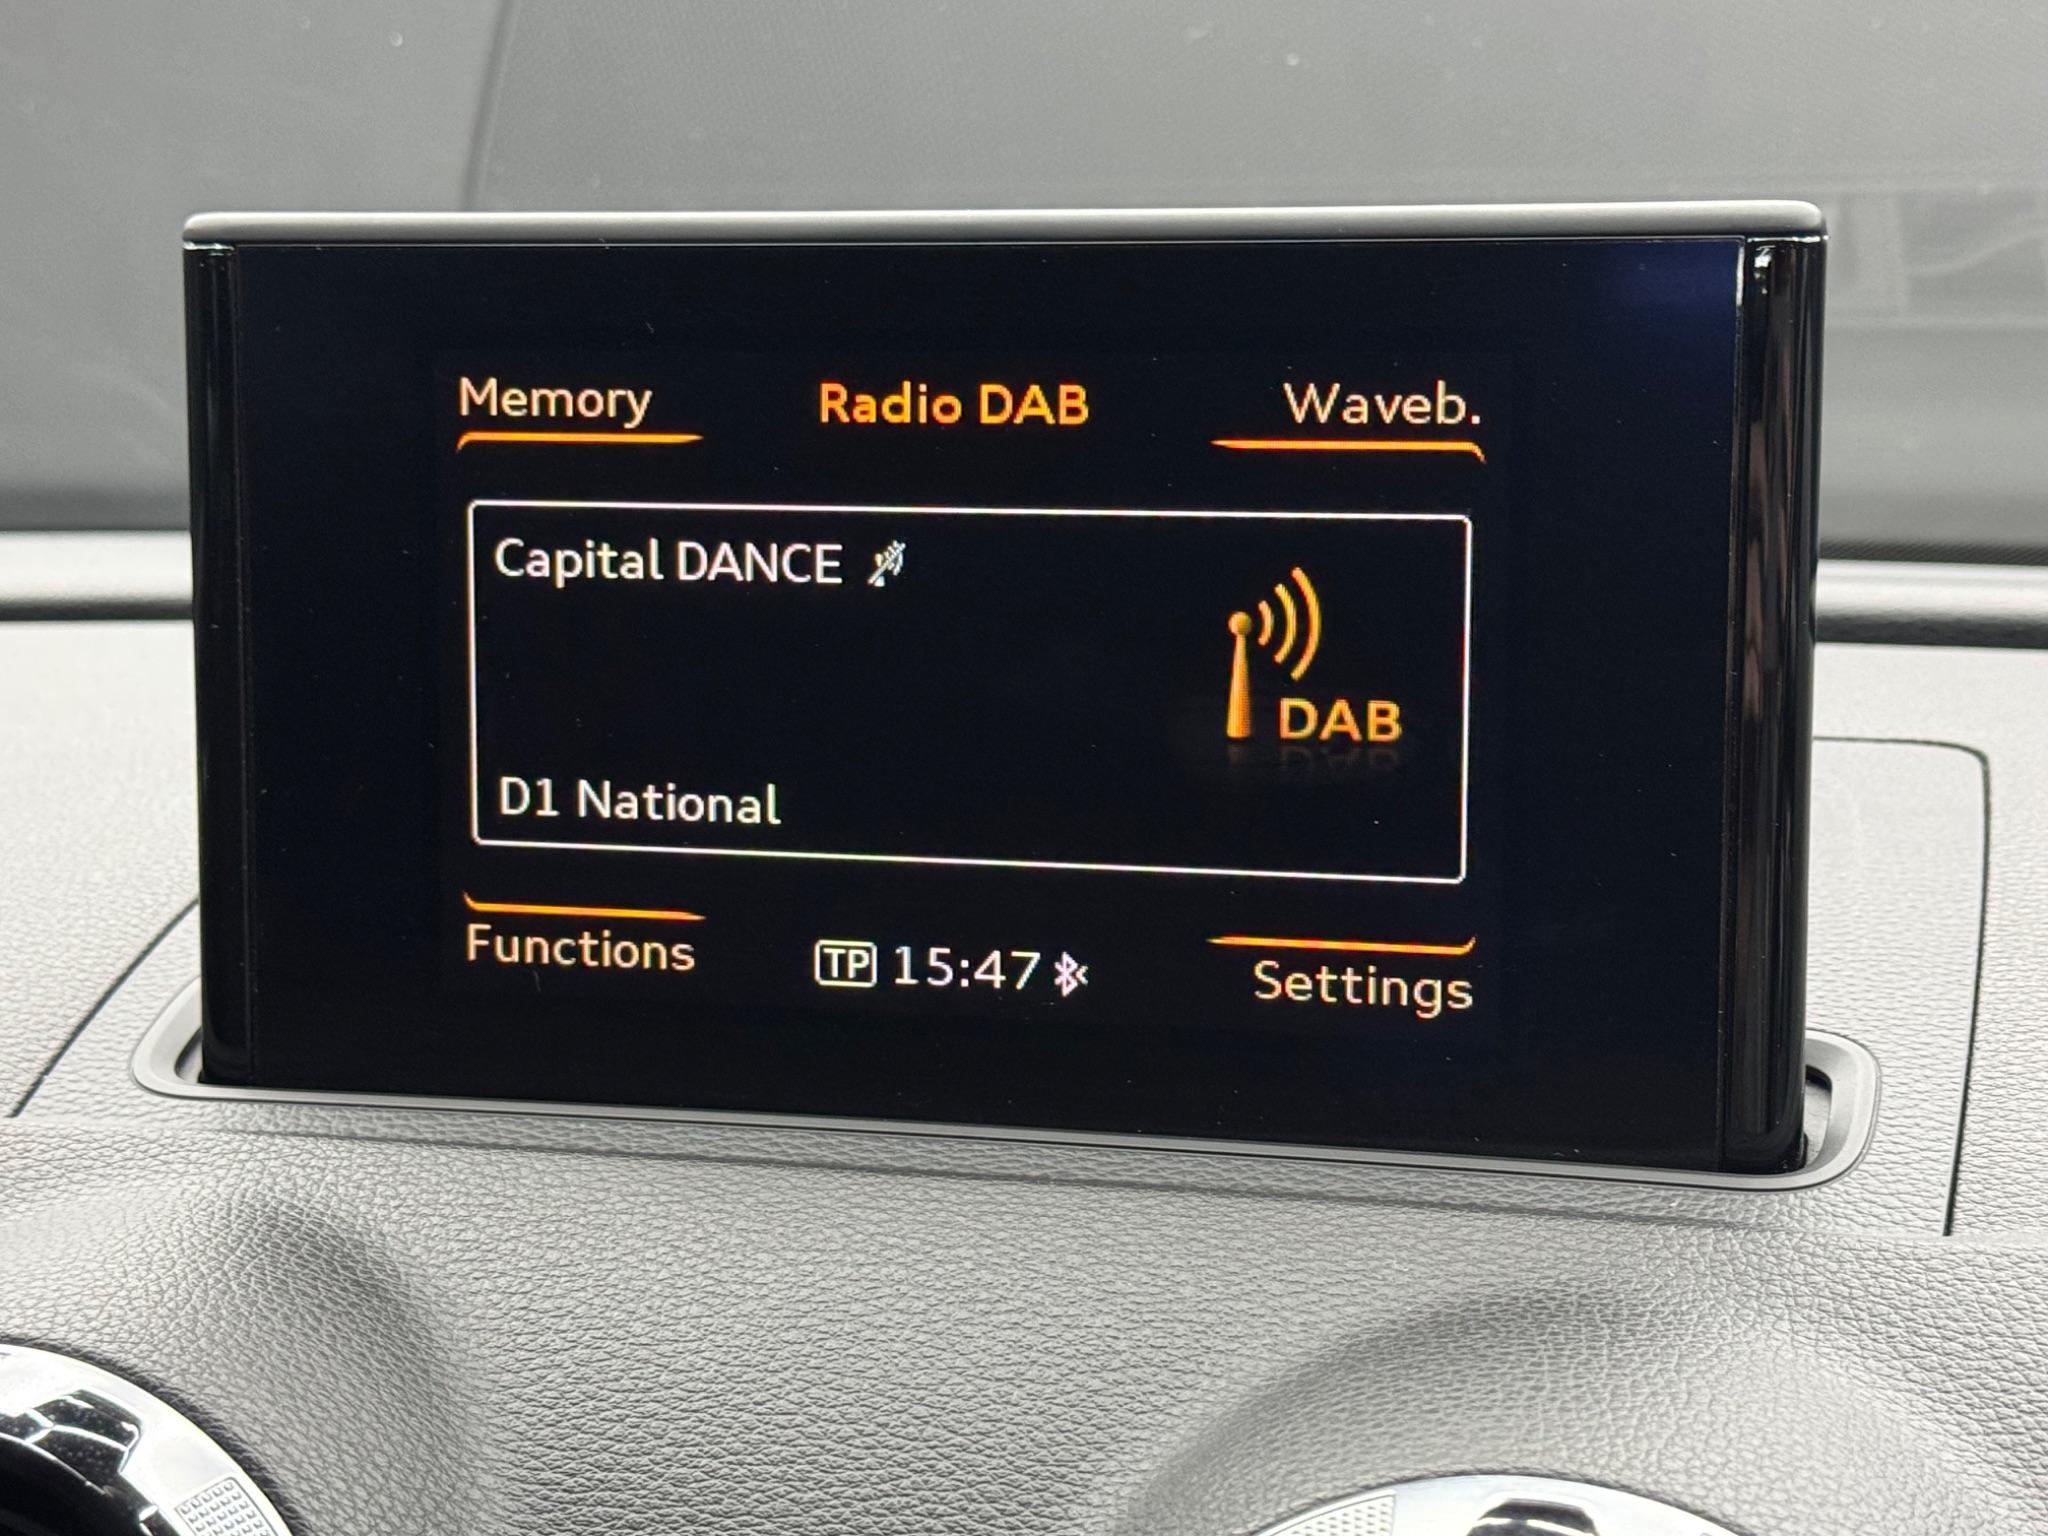 Memory
Radio DAB
Waveb.
Capital DANCE
DAB
D1 National
Functions
TP 15:47
Settings